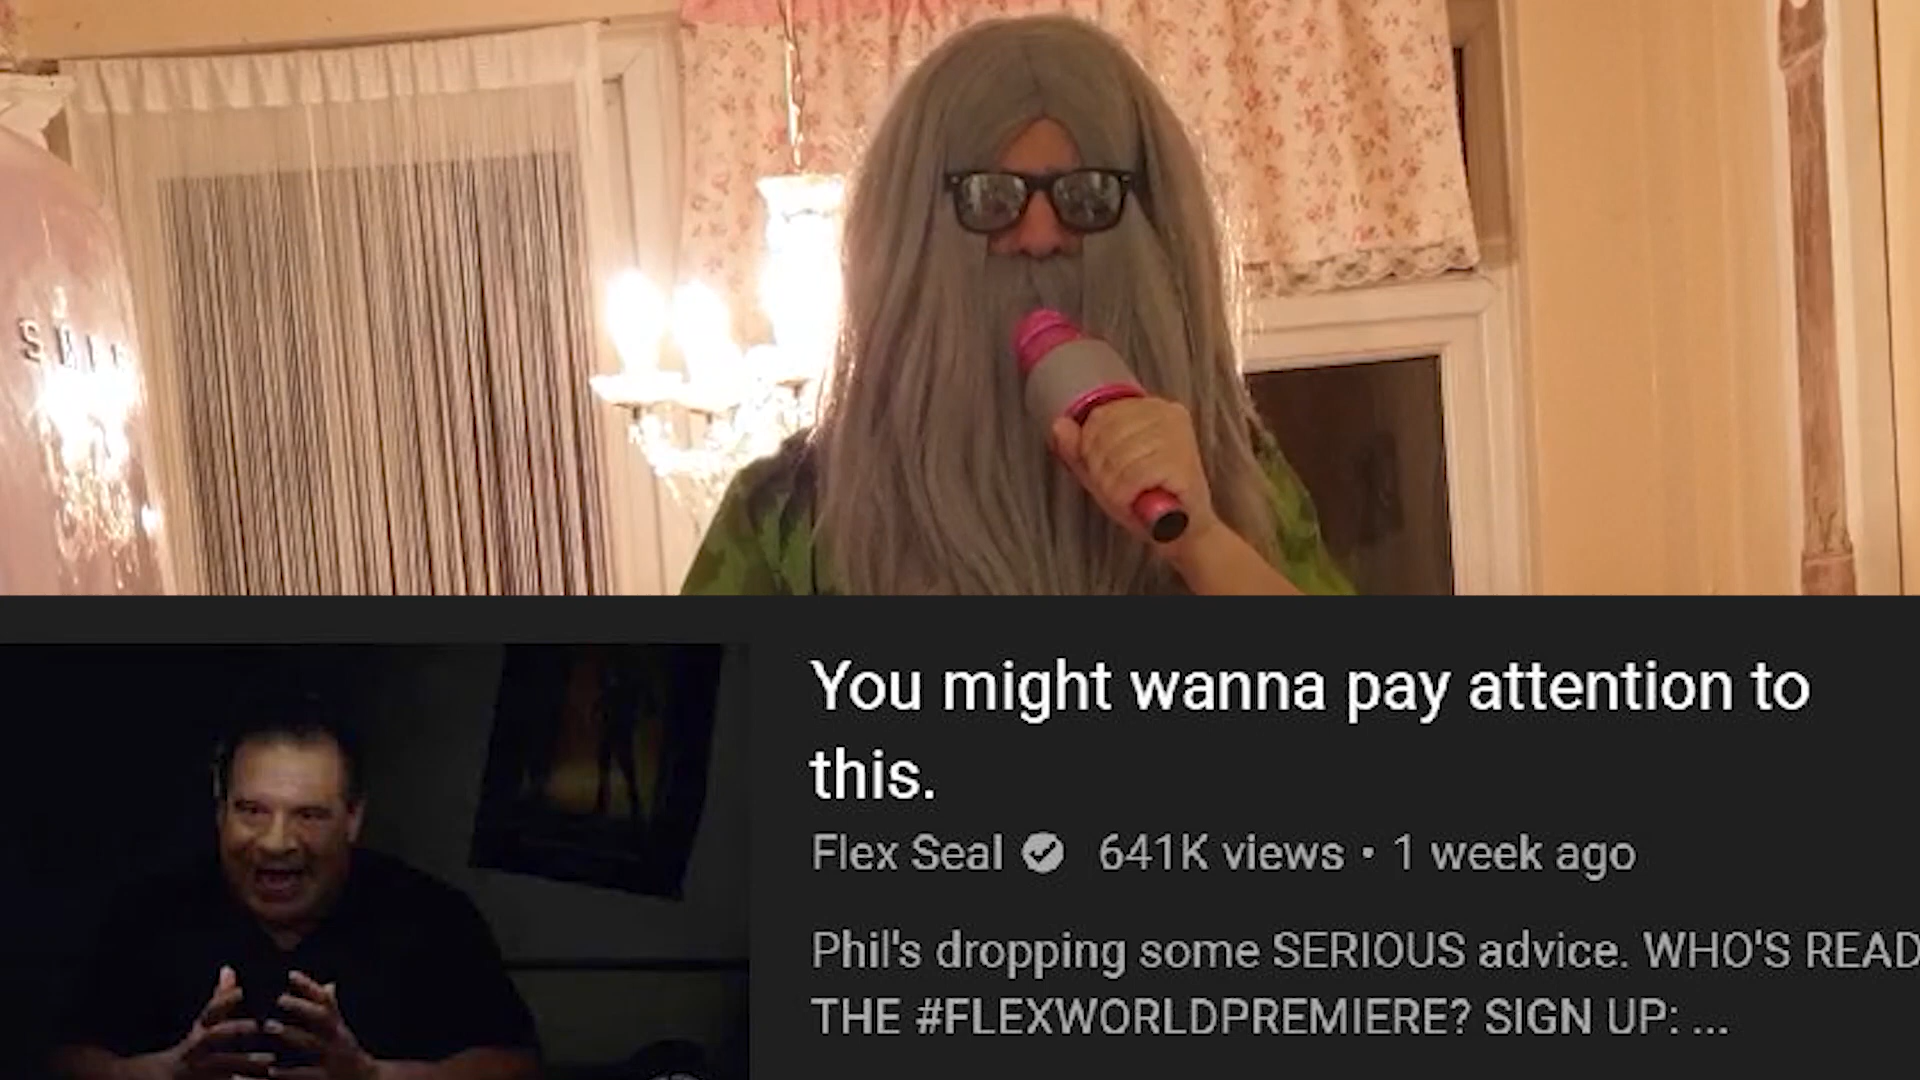 You might wanna pay attention to
this.
Flex Seal 641K views • 1 week ago
Phil's dropping some SERIOUS advice. WHO'S READ
THE #FLEXWORLDPREMIERE? SIGN UP: ...